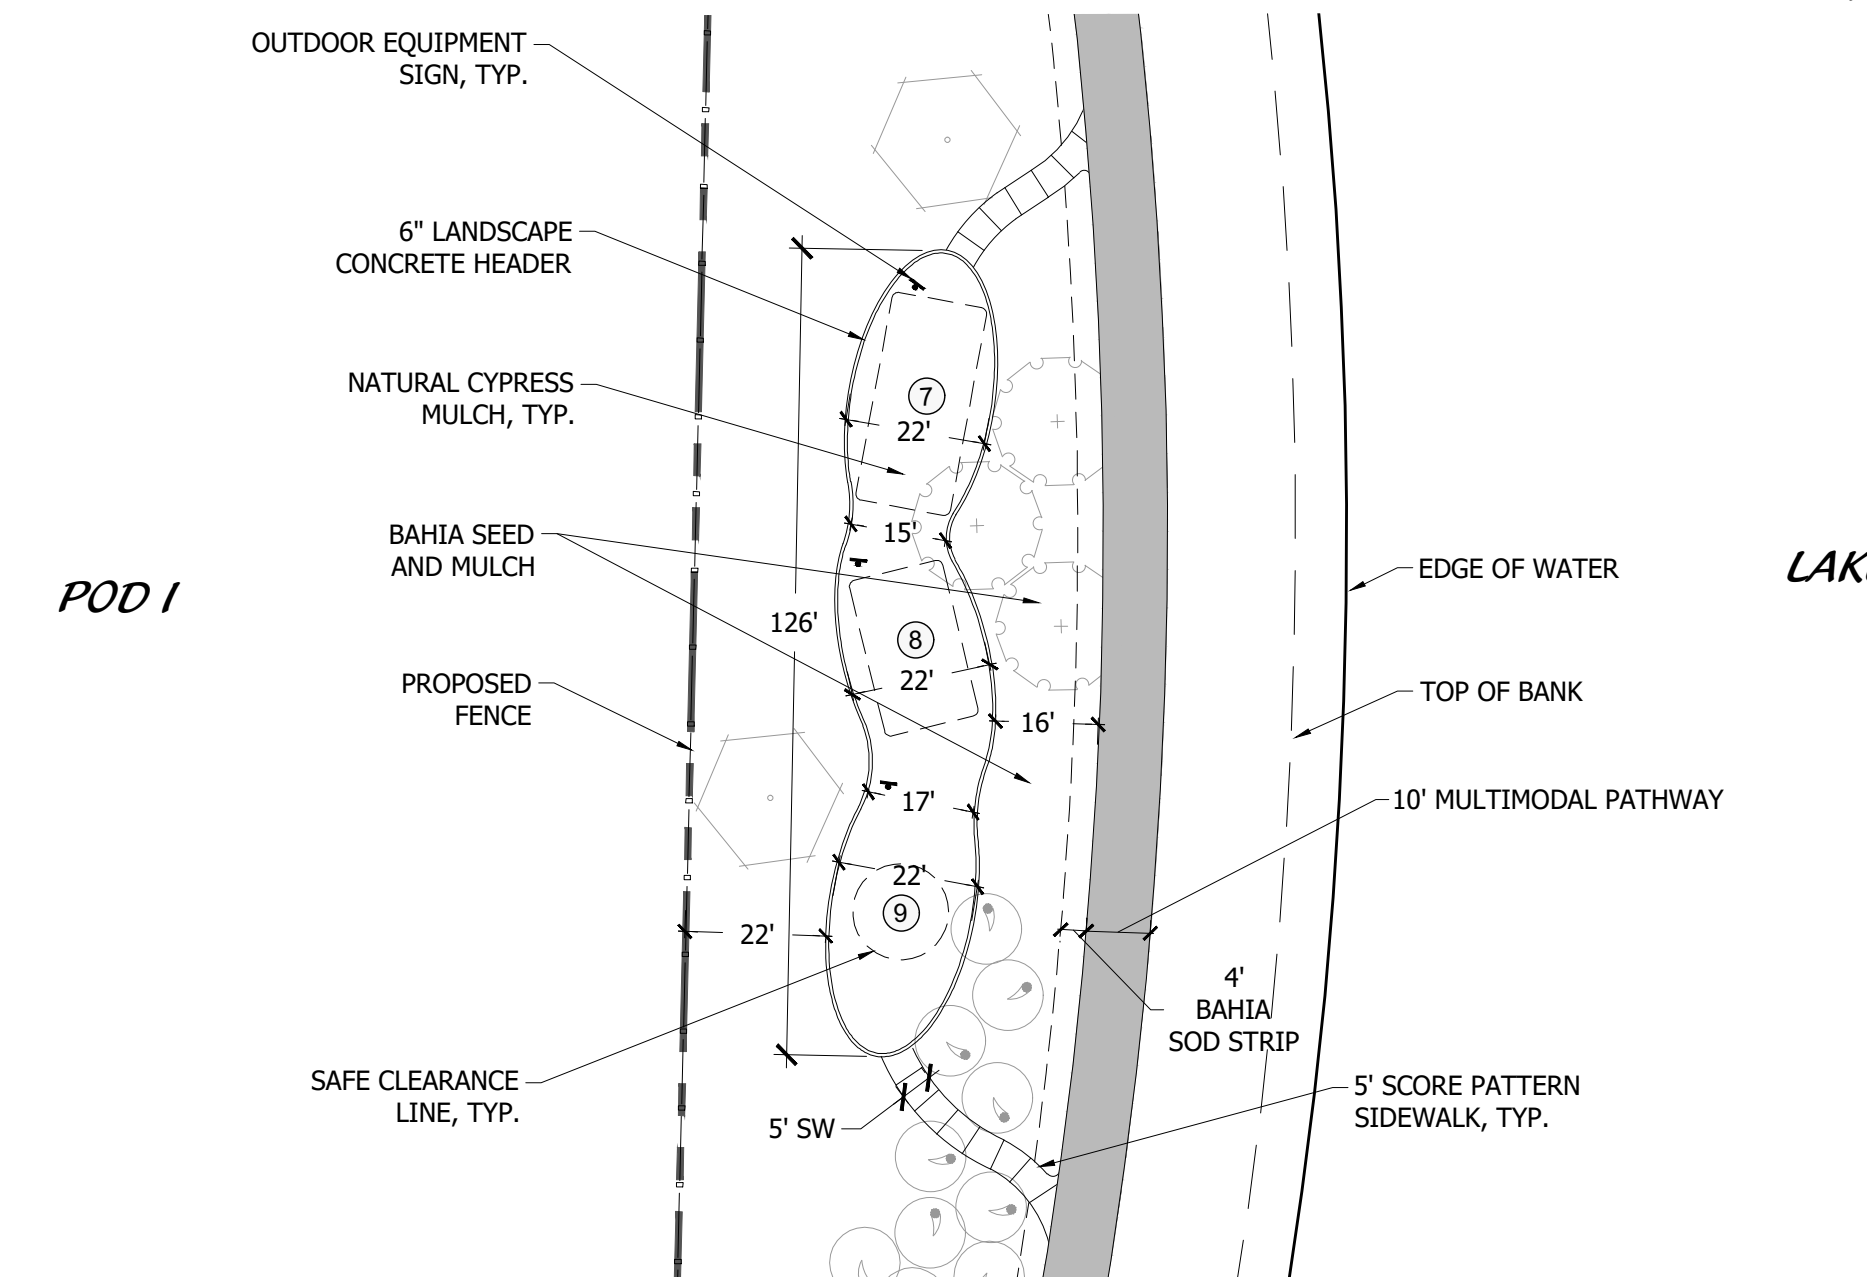 OUTDOOR EQUIPMENT
SIGN, TYP.
6" LANDSCAPE
CONCRETE HEADER
NATURAL CYPRESS
MULCH, TYP.
BAHIA SEED
AND MULCH
POD I
PROPOSED
FENCE
SAFE CLEARANCE
LINE, TYP.
5' SW
126'
7
22'
15'
8
22'
16'
17'
22'
9
22'
EDGE OF WATER
LAK
TOP OF BANK
10' MULTIMODAL PATHWAY
4'
BAHIA
SOD STRIP
5' SCORE PATTERN
SIDEWALK, TYP.